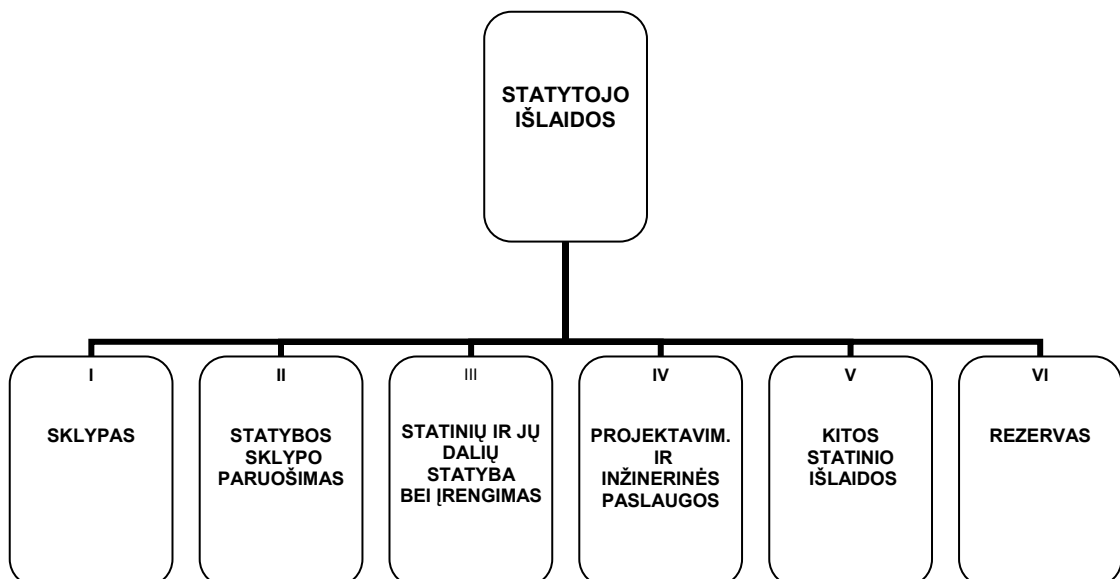 STATYTOJO
IŠLAIDOS
I
SKLYPAS
II
STATYBOS
SKLYPO
PARUOŠIMAS
III
STATINIŲ IR JŲ
DALIŲ
STATYBA
BEI ĮRENGIMAS
IV
PROJEKTAVIM.
IR
INŽINERINĖS
PASLAUGOS
V
KITOS
STATINIO
IŠLAIDOS
VI
REZERVAS